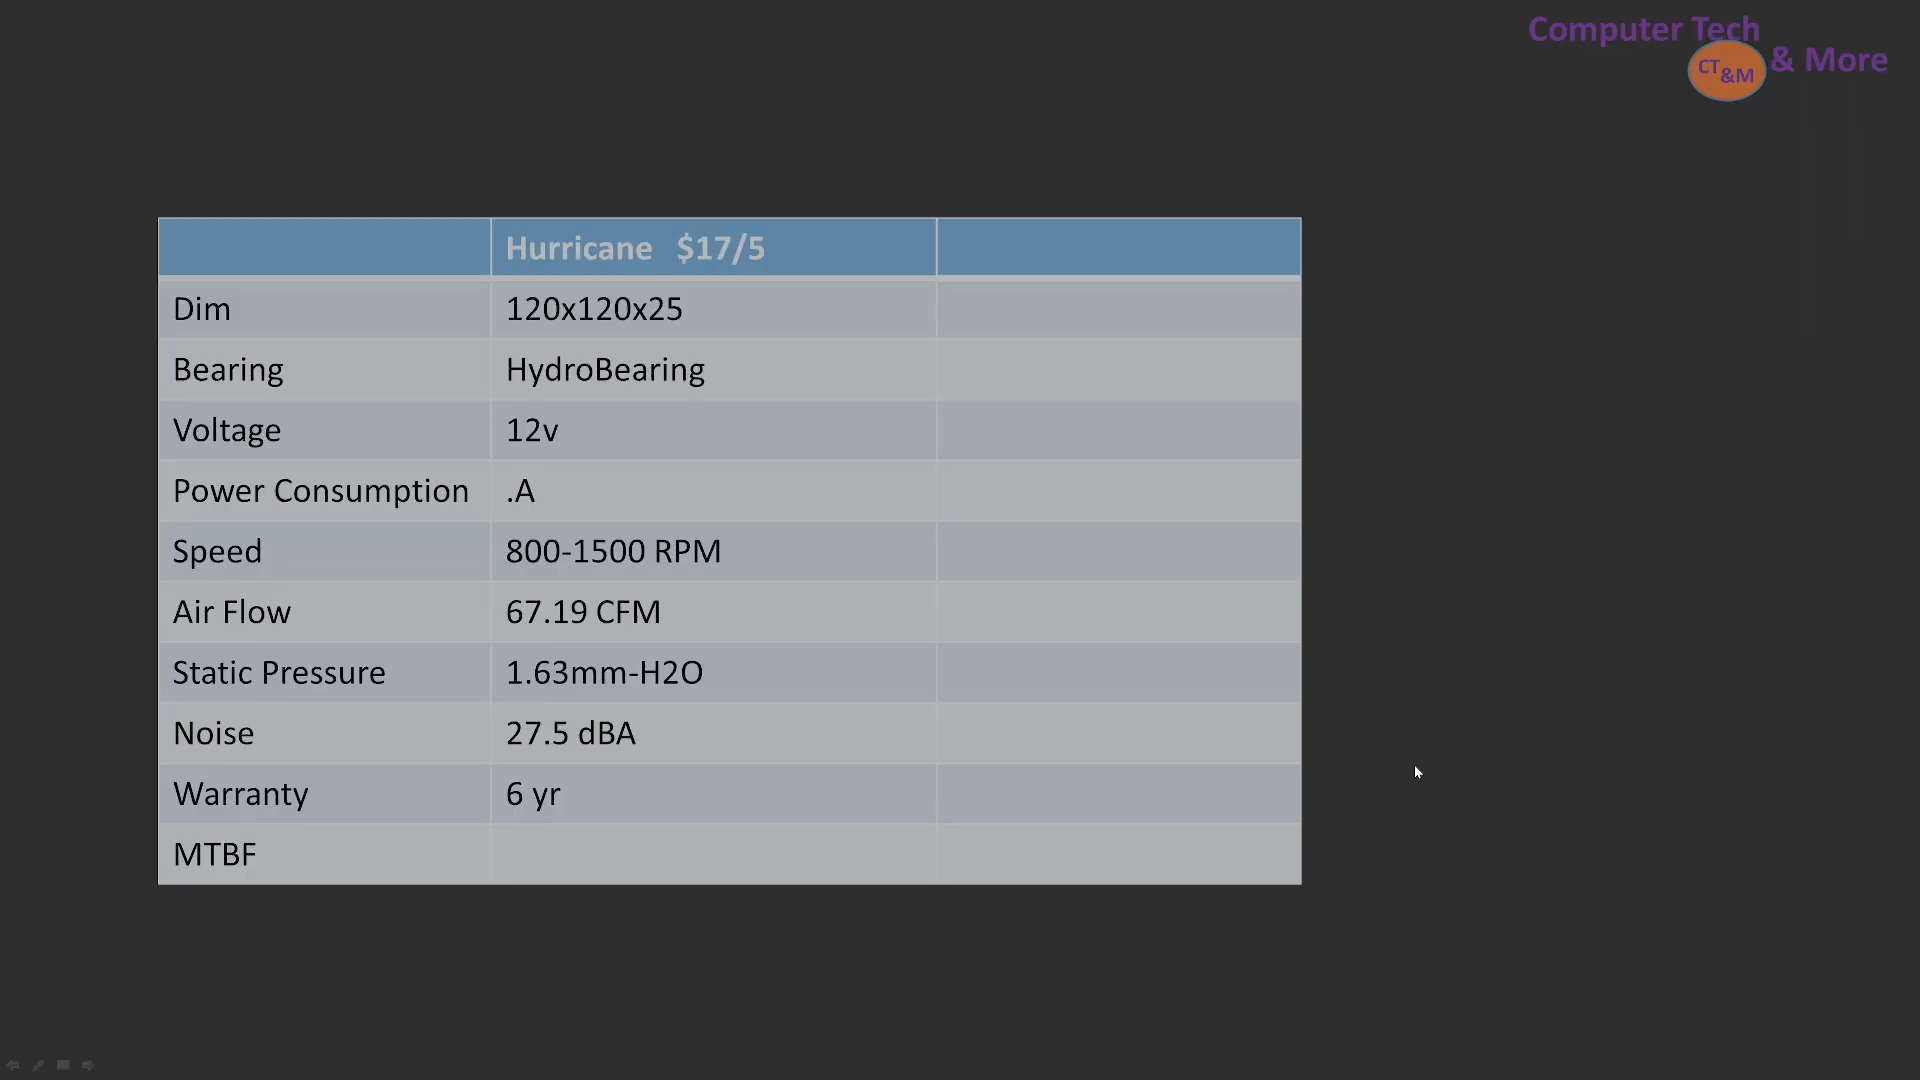 Computer Tech
& More
CT
&M
Hurricane $17/5
Dim 120x120x25
Bearing HydroBearing
Voltage 12v
Power Consumption .A
Speed 800-1500 RPM
Air Flow 67.19 CFM
Static Pressure 1.63mm-H2O
Noise 27.5 dBA
Warranty 6 yr
MTBF